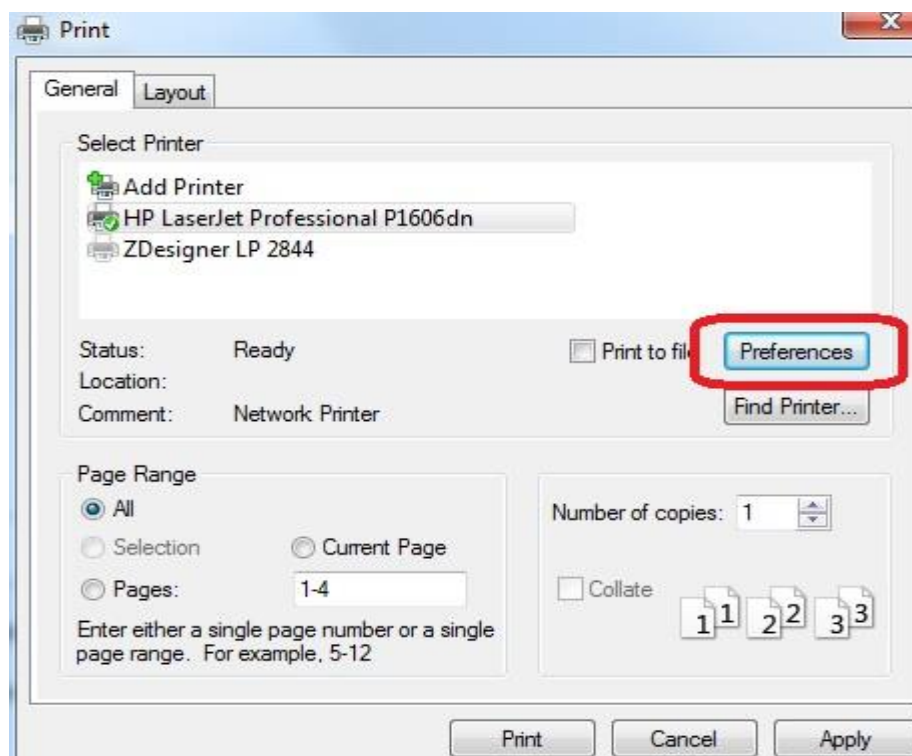 Print
General Layout
Select Printer
Add Printer
HP LaserJet Professional P1606dn
ZDesigner LP 2844
Status: Ready Print to file Preferences
Location:
Comment: Network Printer Find Printer...
Page Range
All Number of copies: 1
Selection Current Page
Pages: 1-4 Collate 1 1 2 2 3 3
Enter either a single page number or a single
page range. For example, 5-12
Print Cancel Apply